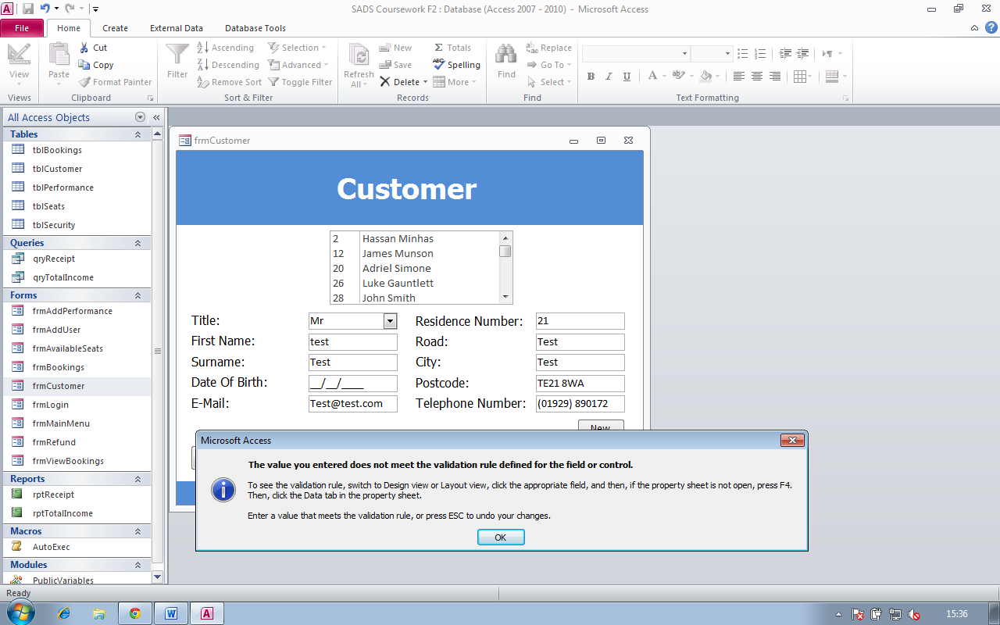 SADS Coursework F2 : Database (Access 2007 - 2010) - Microsoft Access
File Home Create External Data Database Tools
View
Views
Paste
Cut
Copy
Format Painter
Clipboard
Filter
Ascending
Descending
Remove Sort
Selection
Advanced
Toggle Filter
Sort & Filter
Refresh All
New
Save
Delete
Totals
Spelling
More
Records
Find
Replace
Go To
Select
Find
B I U
Text Formatting
All Access Objects
Tables
tblBookings
tblCustomer
tblPerformance
tblSeats
tblSecurity
Queries
qryReceipt
qryTotalIncome
Forms
frmAddPerformance
frmAddUser
frmAvailableSeats
frmBookings
frmCustomer
frmLogin
frmMainMenu
frmRefund
frmViewBookings
Reports
rptReceipt
rptTotalIncome
Macros
AutoExec
Modules
PublicVariables
frmCustomer
Customer
2 Hassan Minhas
12 James Munson
20 Adriel Simone
26 Luke Gauntlett
28 John Smith
Title: Mr Residence Number: 21
First Name: test Road: Test
Surname: Test City: Test
Date Of Birth: __/__/____ Postcode: TE21 8WA
E-Mail: Test@test.com Telephone Number: (01929) 890172
New
Microsoft Access
The value you entered does not meet the validation rule defined for the field or control.
To see the validation rule, switch to Design view or Layout view, click the appropriate field, and then, if the property sheet is not open, press F4.
Then, click the Data tab in the property sheet.
Enter a value that meets the validation rule, or press ESC to undo your changes.
OK
Ready
15:36